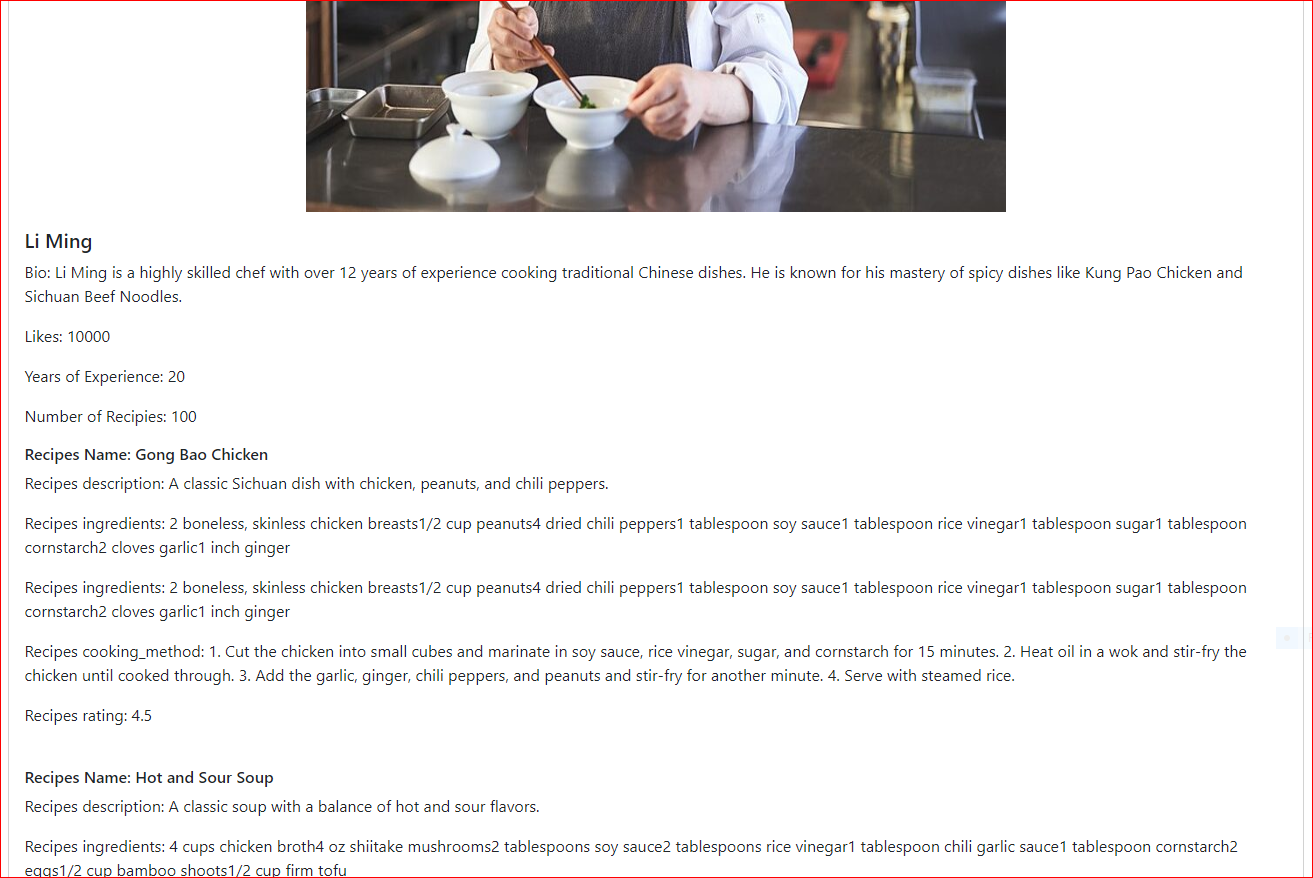 Li Ming
Bio: Li Ming is a highly skilled chef with over 12 years of experience cooking traditional Chinese dishes. He is known for his mastery of spicy dishes like Kung Pao Chicken and
Sichuan Beef Noodles.
Likes: 10000
Years of Experience: 20
Number of Recipies: 100
Recipes Name: Gong Bao Chicken
Recipes description: A classic Sichuan dish with chicken, peanuts, and chili peppers.
Recipes ingredients: 2 boneless, skinless chicken breasts1/2 cup peanuts4 dried chili peppers1 tablespoon soy sauce1 tablespoon rice vinegar1 tablespoon sugar1 tablespoon
cornstarch2 cloves garlic1 inch ginger
Recipes ingredients: 2 boneless, skinless chicken breasts1/2 cup peanuts4 dried chili peppers1 tablespoon soy sauce1 tablespoon rice vinegar1 tablespoon sugar1 tablespoon
cornstarch2 cloves garlic1 inch ginger
Recipes cooking_method: 1. Cut the chicken into small cubes and marinate in soy sauce, rice vinegar, sugar, and cornstarch for 15 minutes. 2. Heat oil in a wok and stir-fry the
chicken until cooked through. 3. Add the garlic, ginger, chili peppers, and peanuts and stir-fry for another minute. 4. Serve with steamed rice.
Recipes rating: 4.5
Recipes Name: Hot and Sour Soup
Recipes description: A classic soup with a balance of hot and sour flavors.
Recipes ingredients: 4 cups chicken broth4 oz shiitake mushrooms2 tablespoons soy sauce2 tablespoons rice vinegar1 tablespoon chili garlic sauce1 tablespoon cornstarch2
eggs1/2 cup bamboo shoots1/2 cup firm tofu